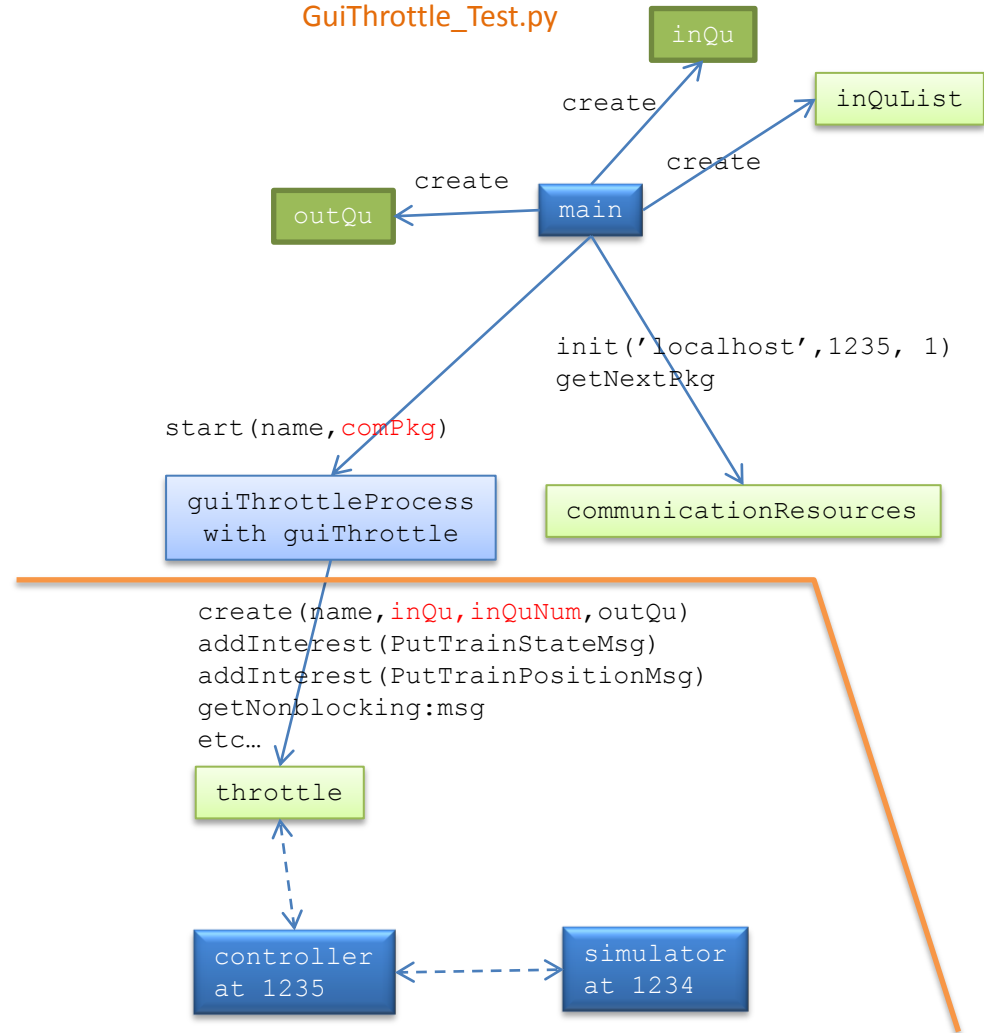 GuiThrottle_Test.py
inQu
inQuList
create
create
create
outQu
main
init(’localhost’,1235, 1)
getNextPkg
start(name,comPkg)
guiThrottleProcess
with guiThrottle
communicationResources
create(name,inQu,inQuNum,outQu)
addInterest(PutTrainStateMsg)
addInterest(PutTrainPositionMsg)
getNonblocking:msg
etc…
throttle
controller
at 1235
simulator
at 1234